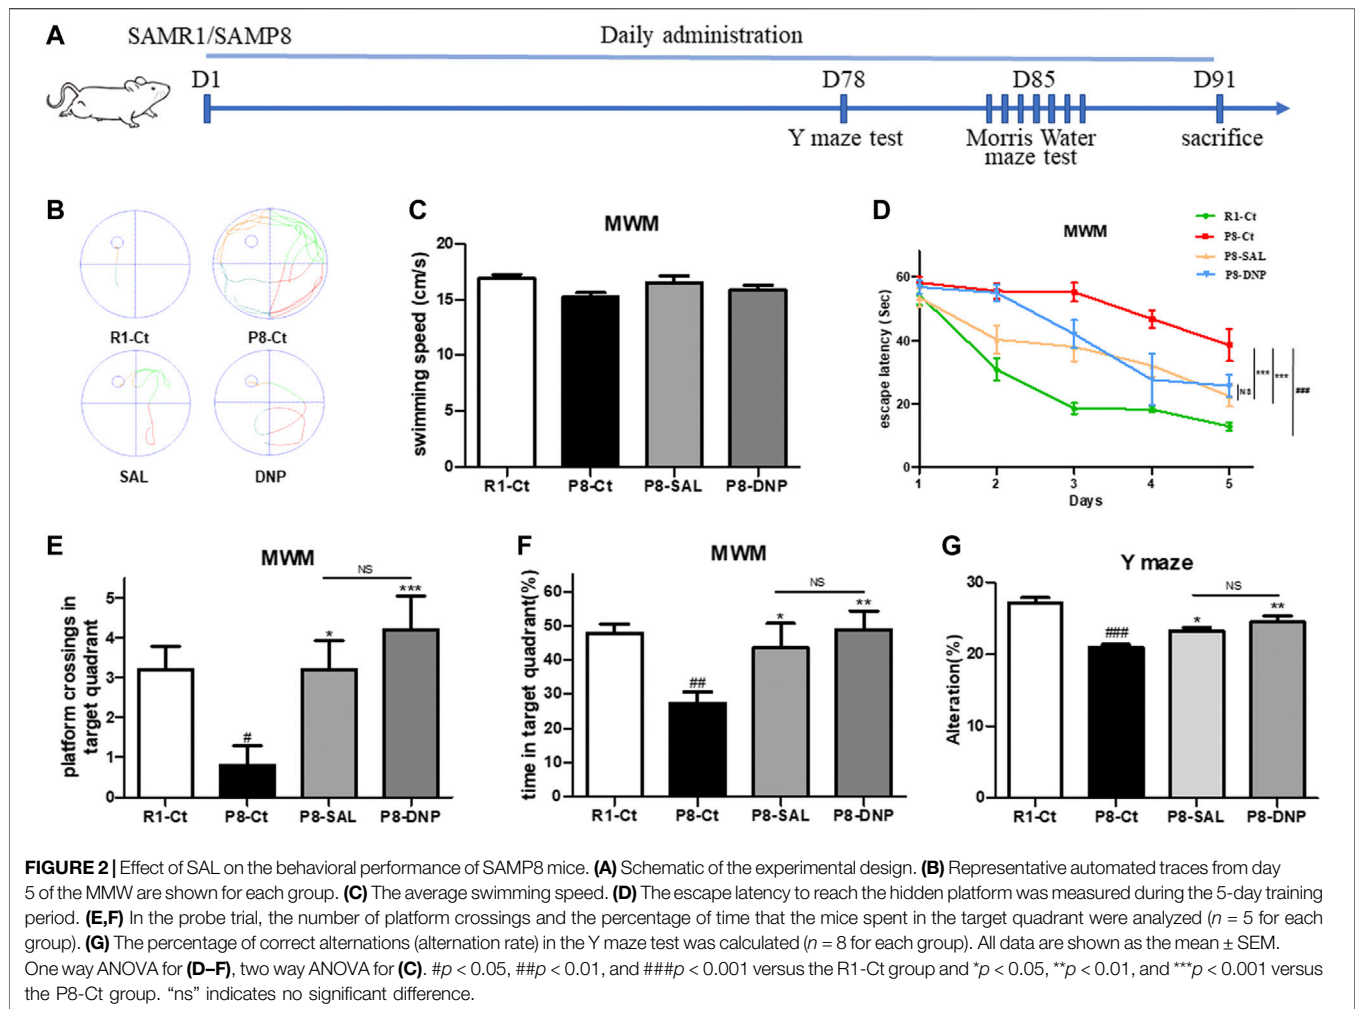 A
SAMR1/SAMP8
Daily administration
D1
D78
D85
D91
Y maze test
Morris Water
maze test
sacrifice
B
R1-Ct
P8-Ct
SAL
DNP
C
MWM
swimming speed (cm/s)
20
15
10
5
0
R1-Ct
P8-Ct
P8-SAL
P8-DNP
D
MWM
R1-Ct
P8-Ct
P8-SAL
P8-DNP
escape latency (Sec)
60
40
20
0
1
2
3
4
5
Days
NS
***
***
###
E
MWM
platform crossings in
target quadrant
5
4
3
2
1
0
#
*
NS
***
R1-Ct
P8-Ct
P8-SAL
P8-DNP
F
MWM
time in target quadrant(%)
60
50
40
30
20
10
0
##
*
NS
**
R1-Ct
P8-Ct
P8-SAL
P8-DNP
G
Y maze
Alteration(%)
30
20
10
0
###
*
NS
**
R1-Ct
P8-Ct
P8-SAL
P8-DNP
FIGURE 2 | Effect of SAL on the behavioral performance of SAMP8 mice. (A) Schematic of the experimental design. (B) Representative automated traces from day
5 of the MMW are shown for each group. (C) The average swimming speed. (D) The escape latency to reach the hidden platform was measured during the 5-day training
period. (E,F) In the probe trial, the number of platform crossings and the percentage of time that the mice spent in the target quadrant were analyzed (n = 5 for each
group). (G) The percentage of correct alternations (alternation rate) in the Y maze test was calculated (n = 8 for each group). All data are shown as the mean ± SEM.
One way ANOVA for (D–F), two way ANOVA for (C). #p < 0.05, ##p < 0.01, and ###p < 0.001 versus the R1-Ct group and *p < 0.05, **p < 0.01, and ***p < 0.001 versus
the P8-Ct group. “ns” indicates no significant difference.